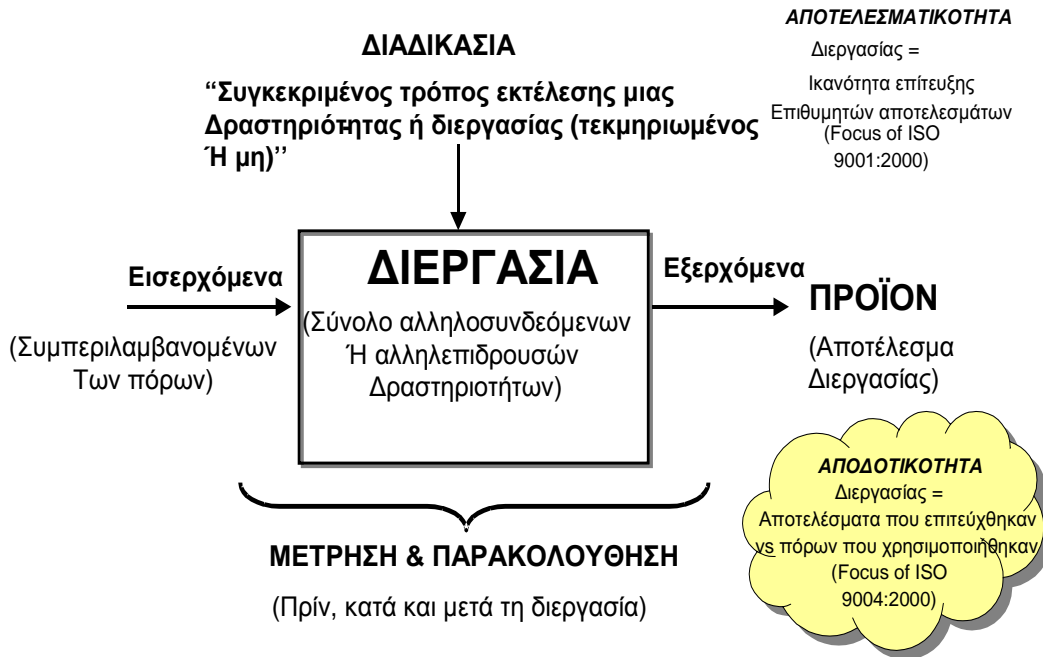 ΔΙΑΔΙΚΑΣΙΑ
“Συγκεκριμένος τρόπος εκτέλεσης μιας
Δραστηριότητας ή διεργασίας (τεκμηριωμένος
Ή μη)”
ΑΠΟΤΕΛΕΣΜΑΤΙΚΟΤΗΤΑ
Διεργασίας =
Ικανότητα επίτευξης
Επιθυμητών αποτελεσμάτων
(Focus of ISO
9001:2000)
Εισερχόμενα
(Συμπεριλαμβανομένων
Των πόρων)
ΔΙΕΡΓΑΣΙΑ
(Σύνολο αλληλοσυνδεόμενων
Ή αλληλεπιδρουσών
Δραστηριοτήτων)
Εξερχόμενα
ΠΡΟΪΟΝ
(Αποτέλεσμα
Διεργασίας)
ΑΠΟΔΟΤΙΚΟΤΗΤΑ
Διεργασίας =
Αποτελέσματα που επιτεύχθηκαν
vs πόρων που χρησιμοποιήθηκαν
(Focus of ISO
9004:2000)
ΜΕΤΡΗΣΗ & ΠΑΡΑΚΟΛΟΥΘΗΣΗ
(Πρίν, κατά και μετά τη διεργασία)